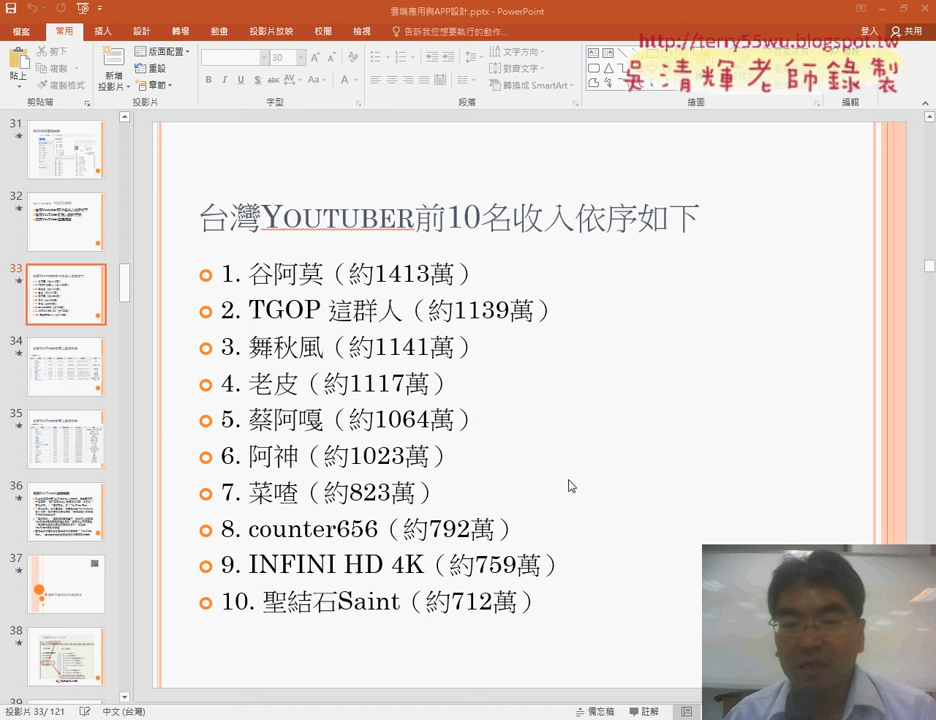 雲端應用與APP設計.pptx - PowerPoint
檔案 常用 插入 設計 轉場 動畫 投影片放映 校閱 檢視 告訴我您想要執行的動作... 登入 共用
http://terry55wu.blogspot.tw
吳清輝老師錄製
貼上 剪下 複製 複製格式
新增投影片 版面配置 重設 章節
30
B I U S abc AV Aa A
文字方向 對齊文字 轉換成 SmartArt
剪貼簿 投影片 字型 段落 繪圖 編輯
31
32
33
34
35
36
37
38
台灣YOUTUBER前10名收入依序如下
1. 谷阿莫（約1413萬）
2. TGOP 這群人（約1139萬）
3. 舞秋風（約1141萬）
4. 老皮（約1117萬）
5. 蔡阿嘎（約1064萬）
6. 阿神（約1023萬）
7. 菜喳（約823萬）
8. counter656（約792萬）
9. INFINI HD 4K（約759萬）
10. 聖結石Saint（約712萬）
投影片 33/121 中文 (台灣) 備忘稿 註解